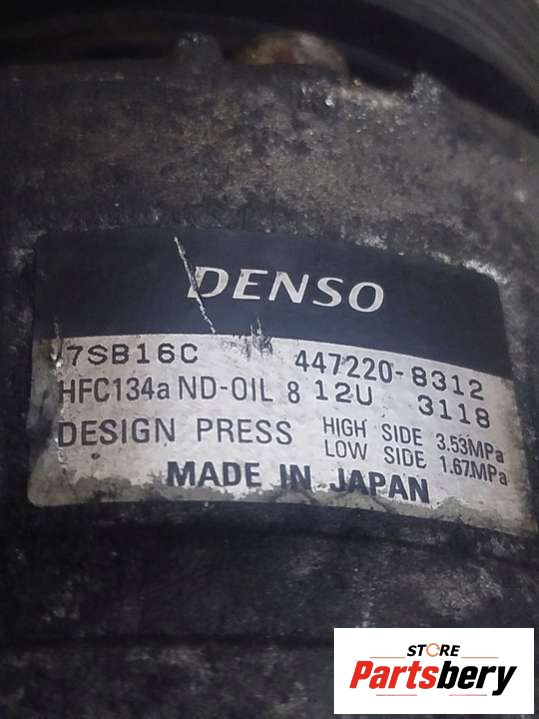 DENSO
7SB16C 447220-8312
HFC134a ND-OIL 8 12U 3118
DESIGN PRESS HIGH SIDE 3.53MPa
LOW SIDE 1.67MPa
MADE IN JAPAN
STORE
Partsbery